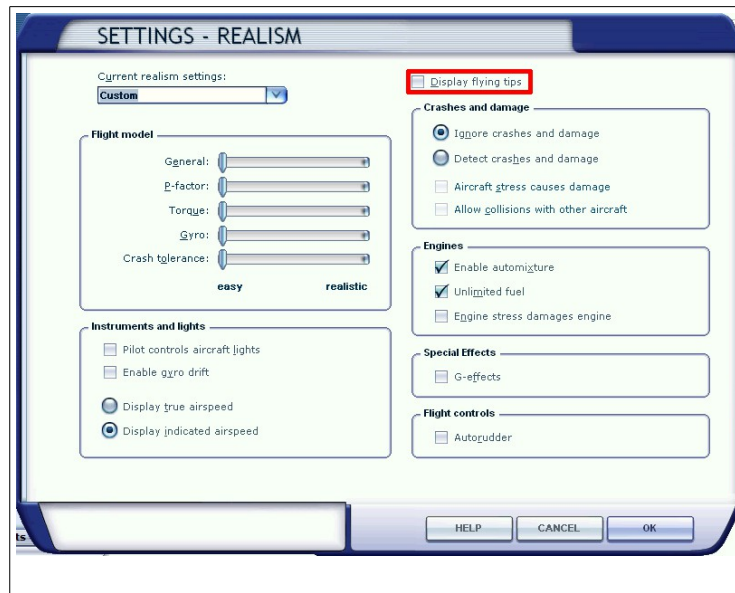 SETTINGS - REALISM
Current realism settings:
Custom
Display flying tips
Flight model
General:
P-factor:
Torque:
Gyro:
Crash tolerance:
easy realistic
Instruments and lights
Pilot controls aircraft lights
Enable gyro drift
Display true airspeed
Display indicated airspeed
Crashes and damage
Ignore crashes and damage
Detect crashes and damage
Aircraft stress causes damage
Allow collisions with other aircraft
Engines
Enable automixture
Unlimited fuel
Engine stress damages engine
Special Effects
G-effects
Flight controls
Autorudder
HELP CANCEL OK
ts